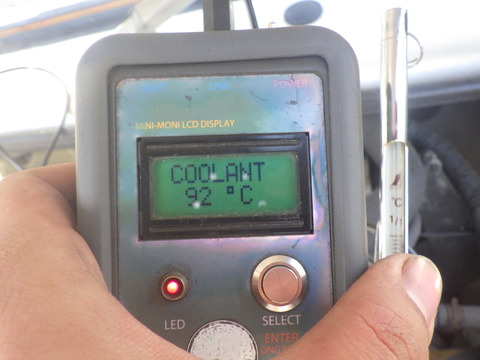 POWER
MINI-MONI LCD DISPLAY
COOLANT
92 °C
°C
LED
SELECT
ENTER